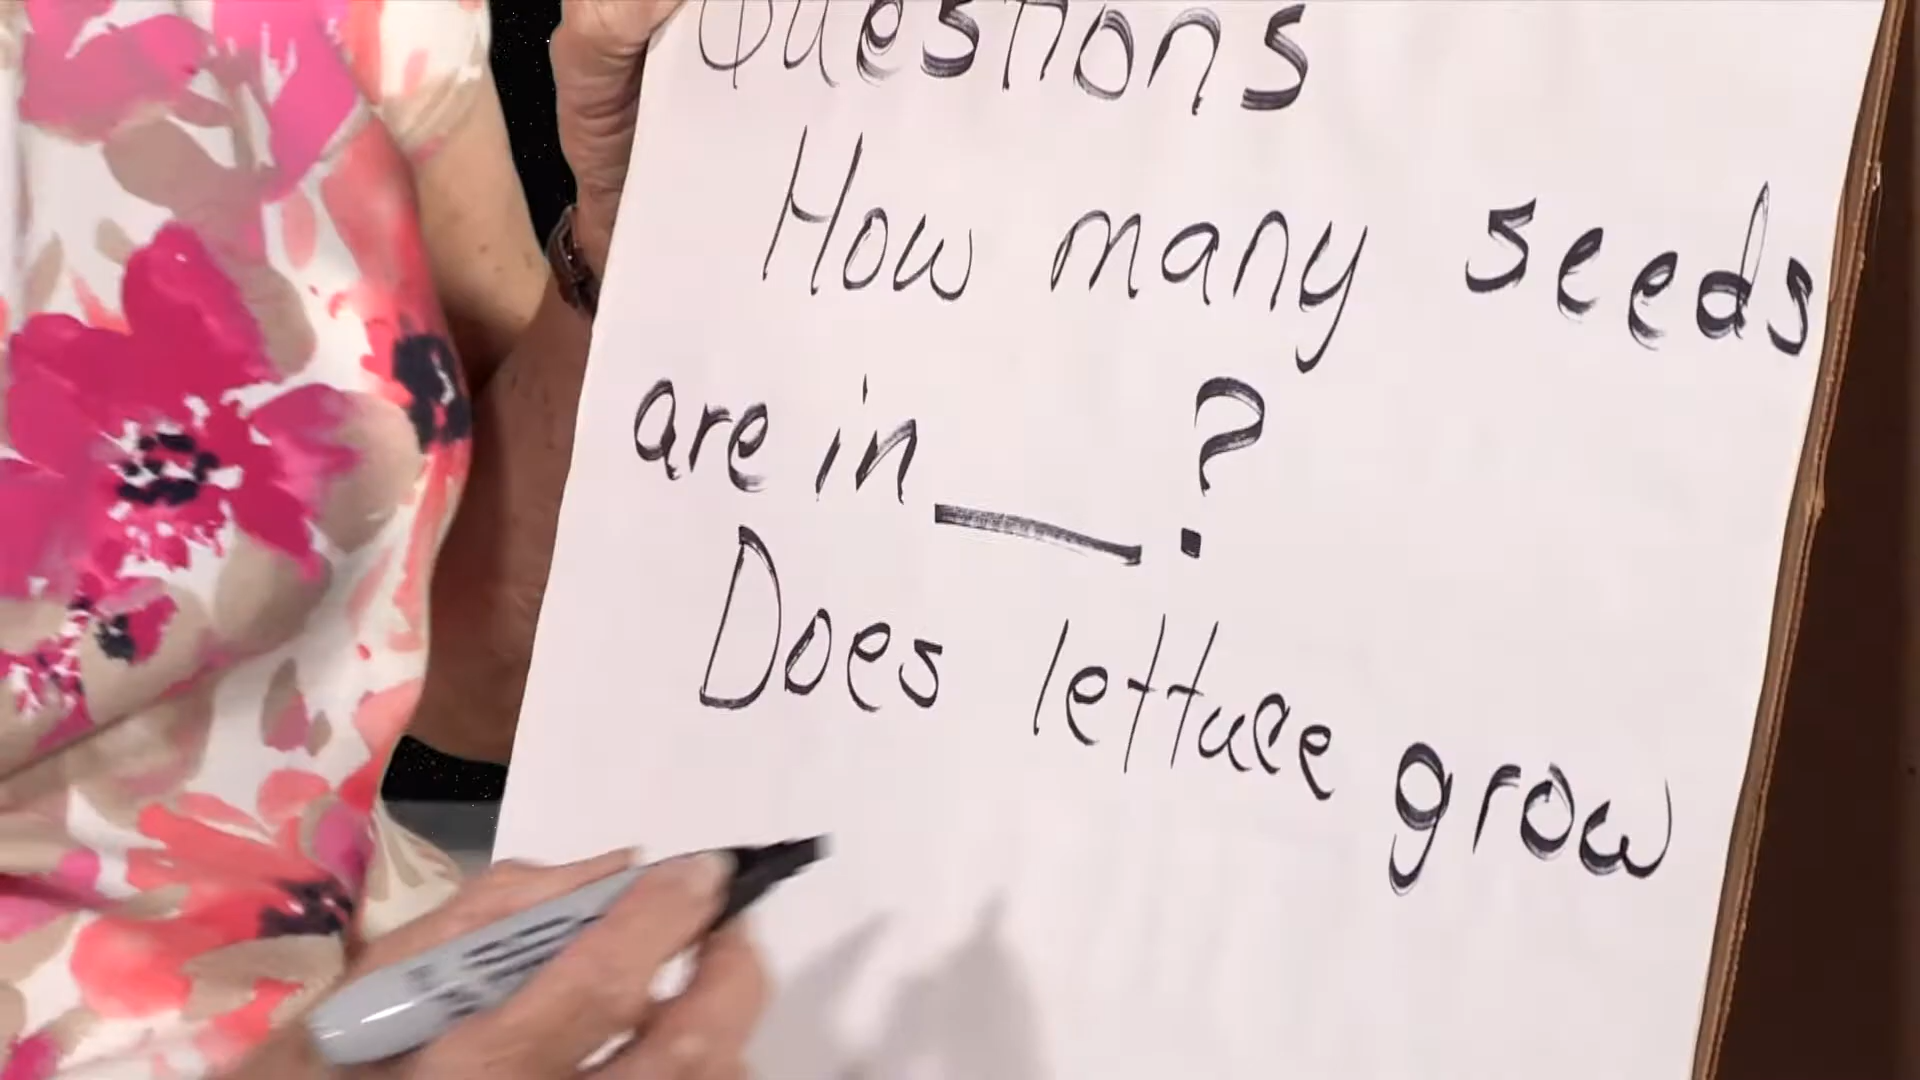 Questions
How many seeds
are in ___?
Does lettuce grow